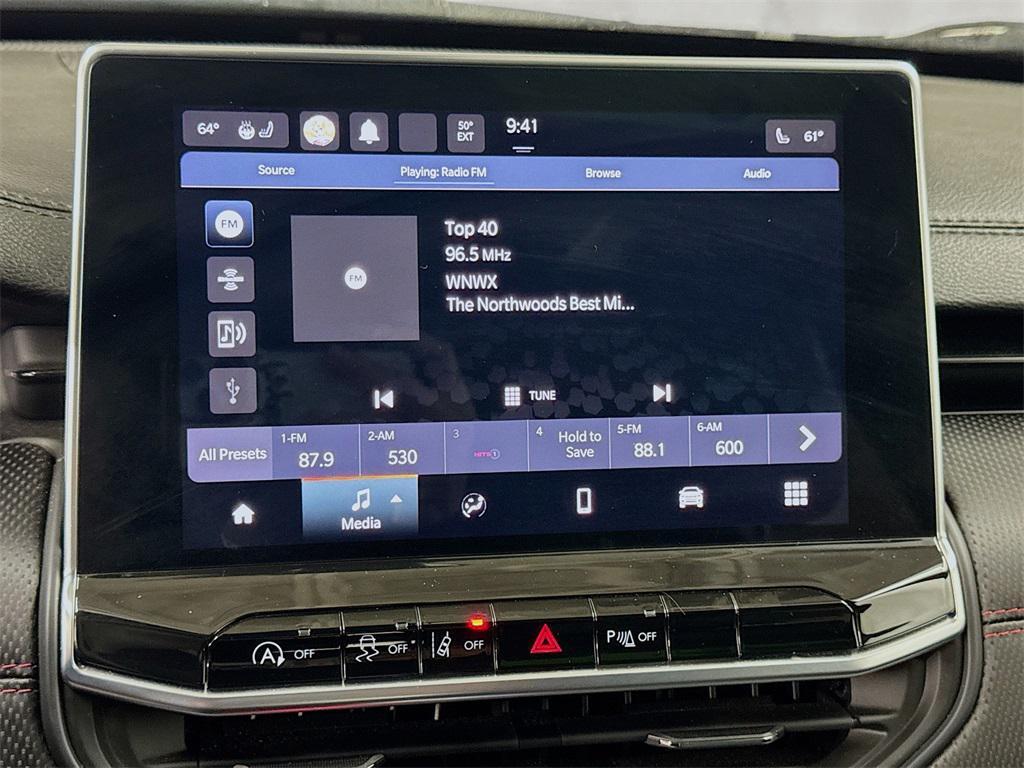 64°
50°
EXT
9:41
61°
Source Playing: Radio FM Browse Audio
FM
FM
Top 40
96.5 MHz
WNWX
The Northwoods Best Mi...
TUNE
All Presets
1-FM
87.9
2-AM
530
3
HITS1
4 Hold to
Save
5-FM
88.1
6-AM
600
Media
A OFF
OFF
OFF
P OFF